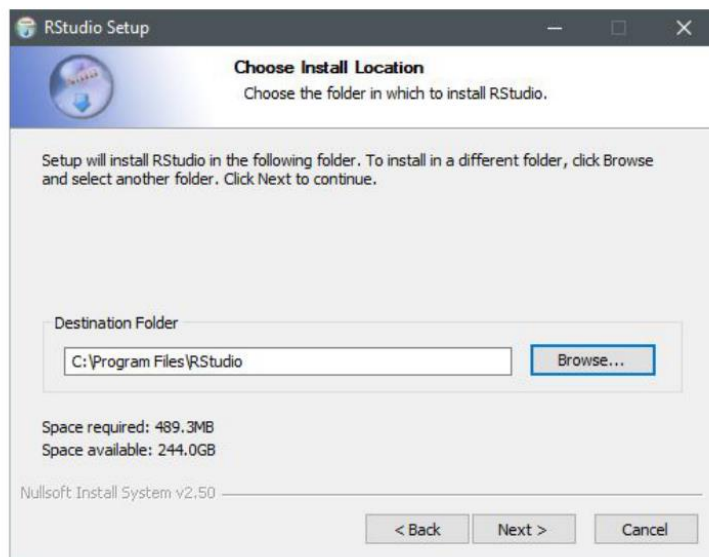 RStudio Setup
Choose Install Location
Choose the folder in which to install RStudio.
Setup will install RStudio in the following folder. To install in a different folder, click Browse
and select another folder. Click Next to continue.
Destination Folder
C:\Program Files\RStudio
Browse...
Space required: 489.3MB
Space available: 244.0GB
Nullsoft Install System v2.50
< Back Next > Cancel